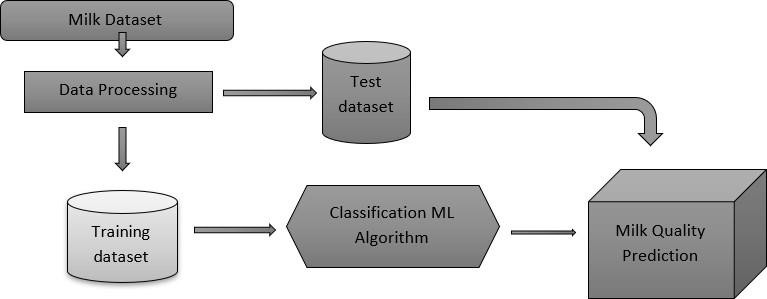 Milk Dataset
Data Processing
Test
dataset
Training
dataset
Classification ML
Algorithm
Milk Quality
Prediction